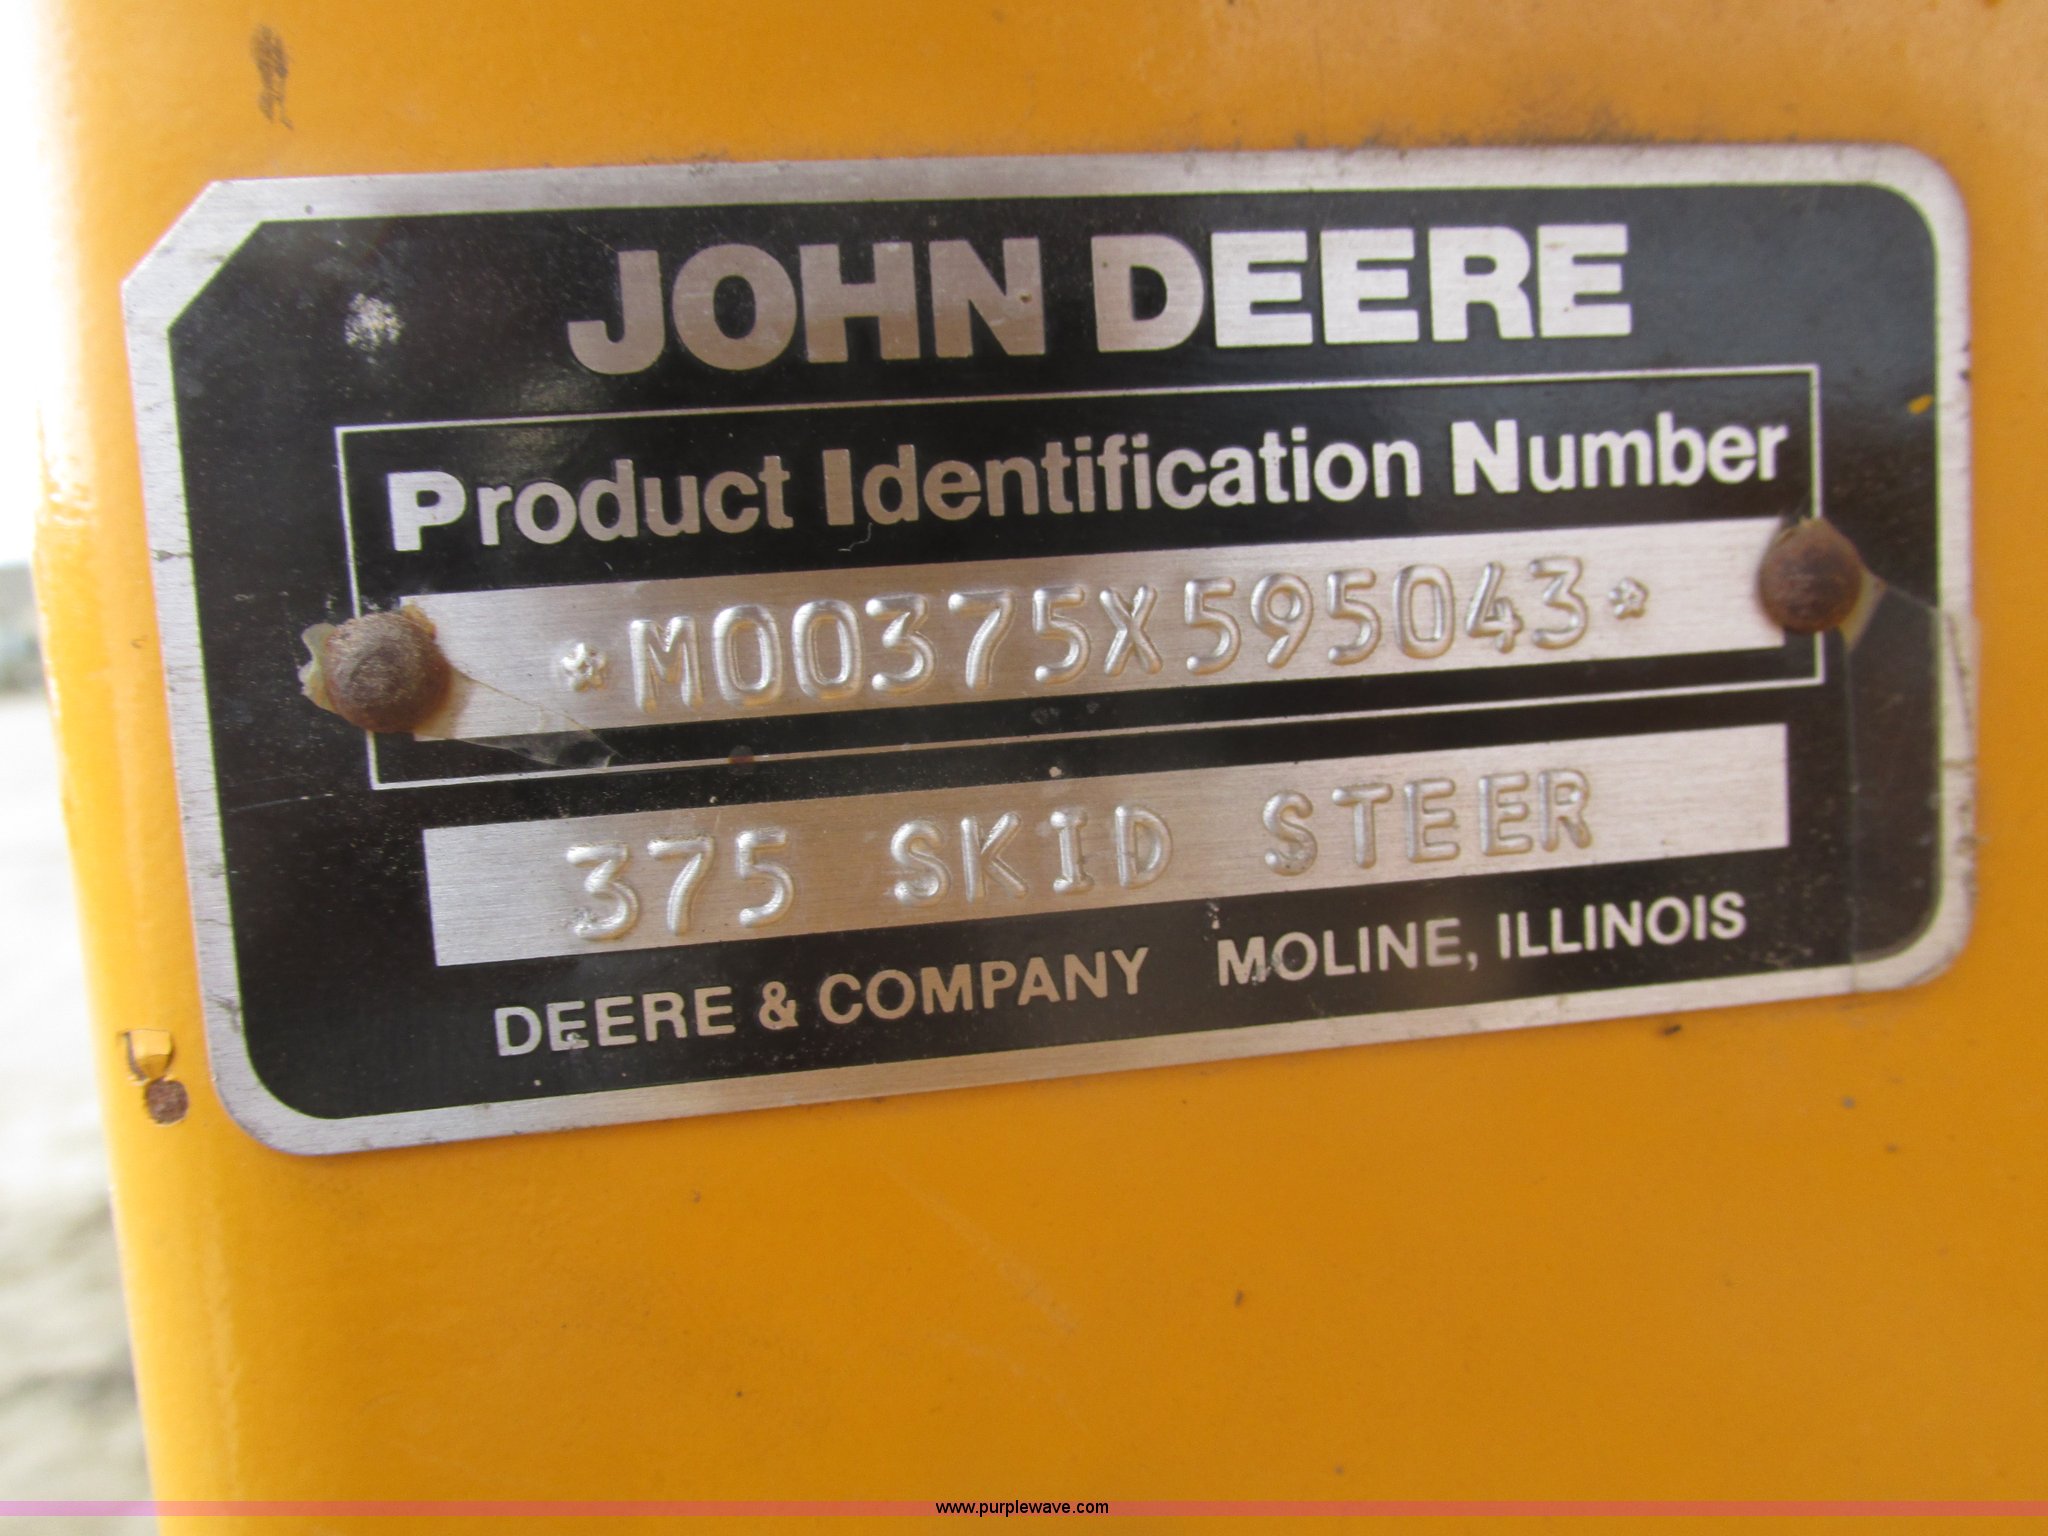 JOHN DEERE
Product Identification Number
*M00375X595043*
375 SKID STEER
DEERE & COMPANY MOLINE, ILLINOIS
www.purplewave.com